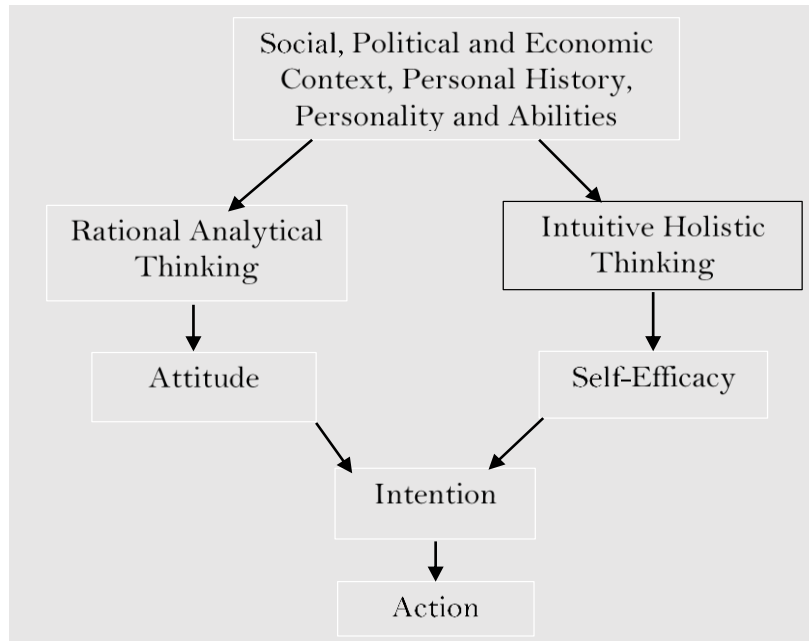 Social, Political and Economic
Context, Personal History,
Personality and Abilities
Rational Analytical
Thinking
Intuitive Holistic
Thinking
Attitude
Self-Efficacy
Intention
Action